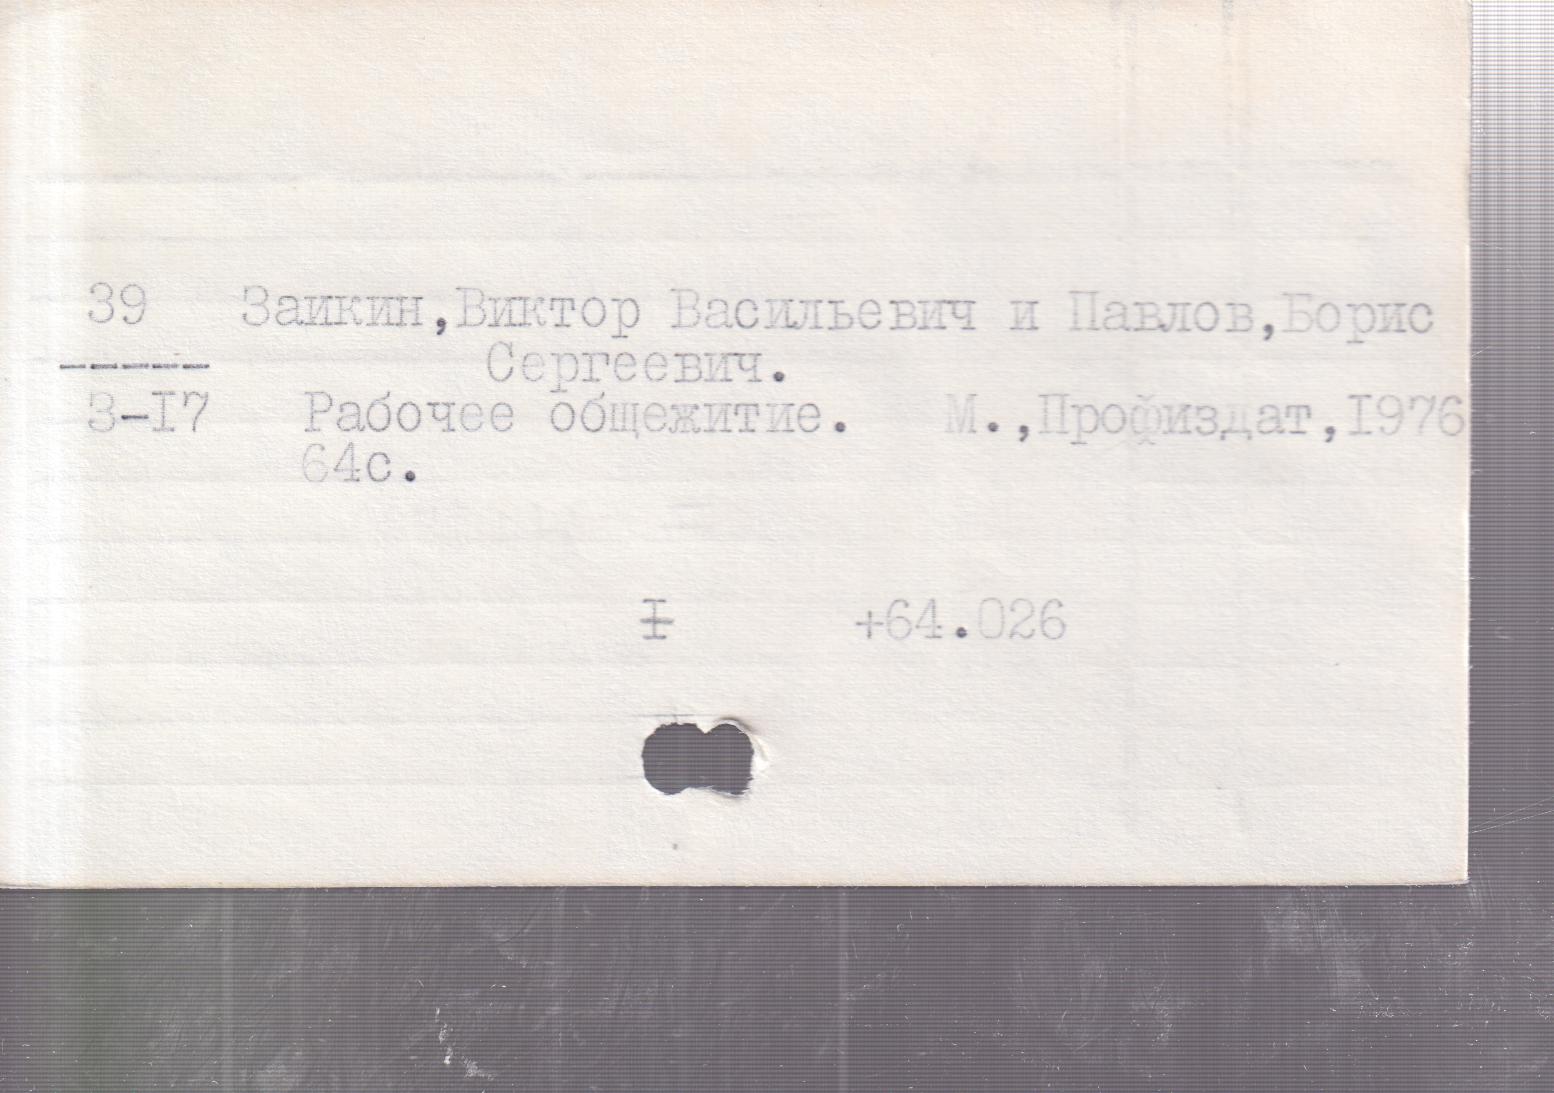 39 Заикин,Виктор Васильевич и Павлов,Борис
----- Сергеевич.
З-I7 Рабочее общежитие. М.,Профиздат,I976
64с.
I +64.026